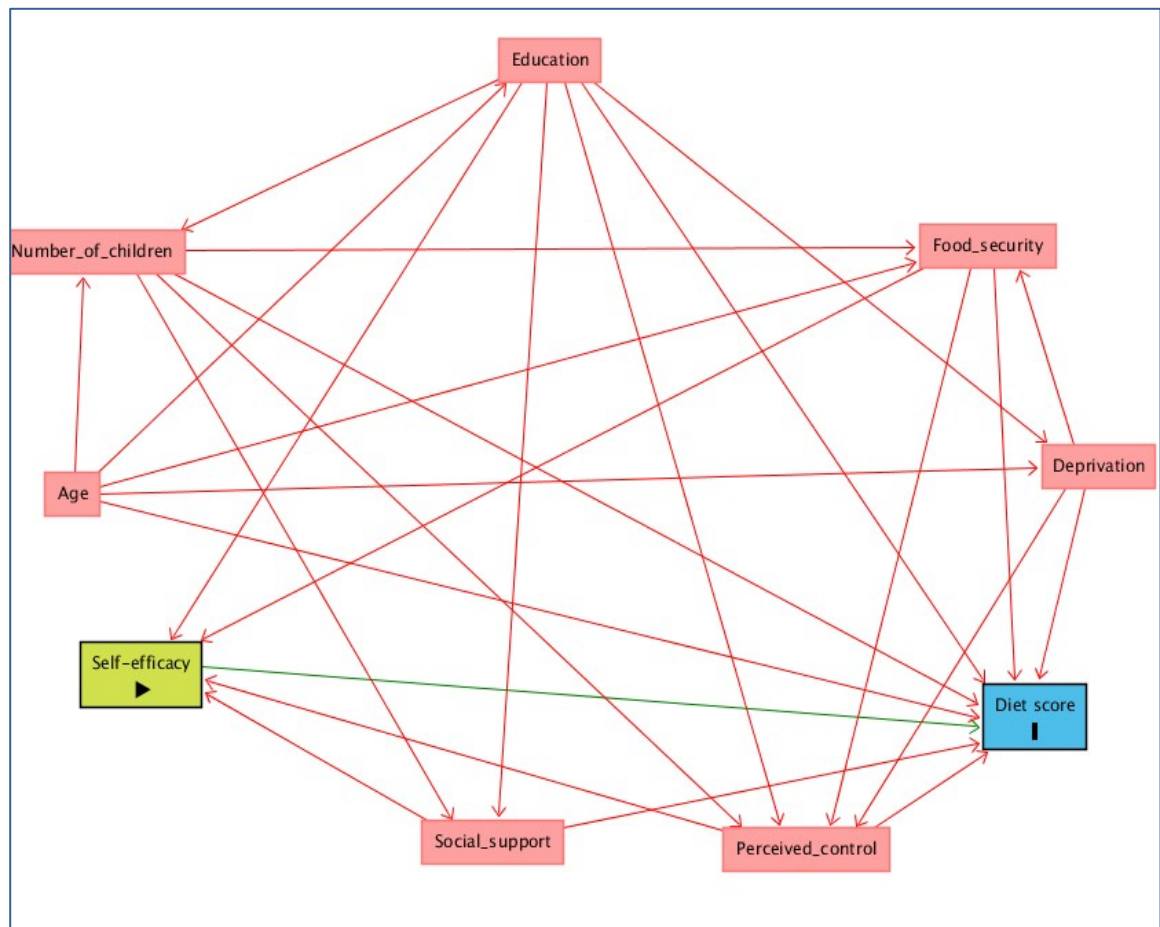 Education
Number_of_children
Food_security
Deprivation
Age
Self-efficacy
Diet score
Social_support
Perceived_control